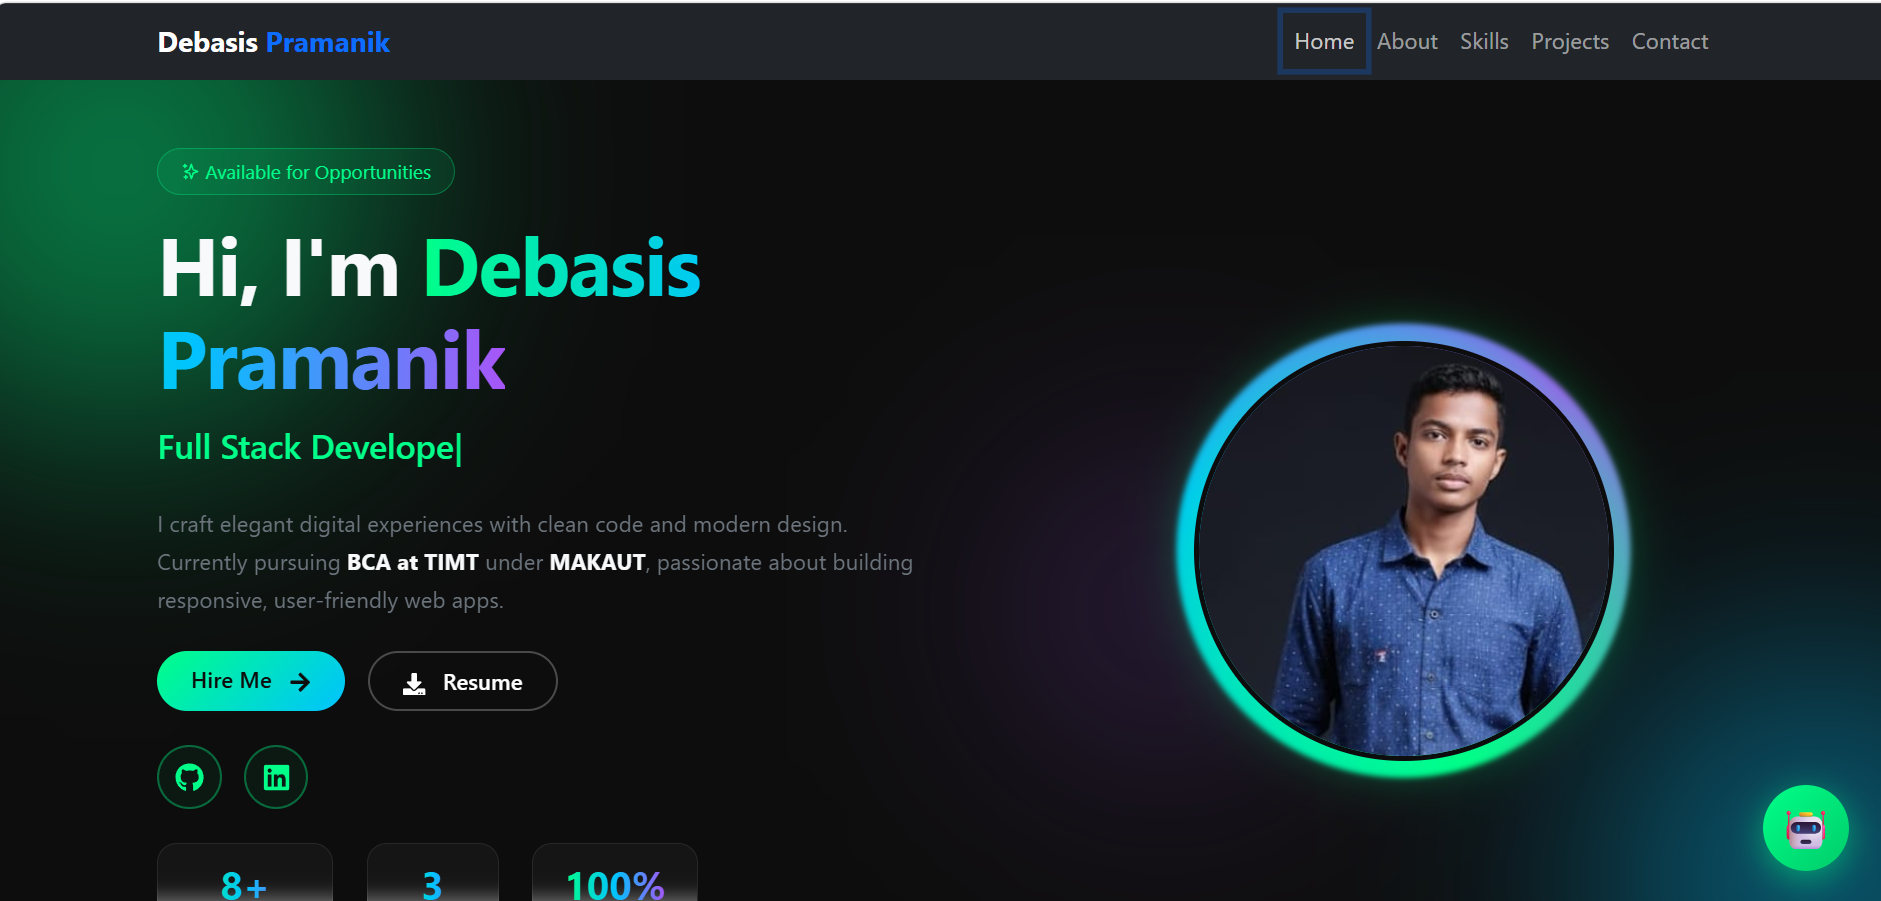 Debasis Pramanik
Home About Skills Projects Contact
Available for Opportunities
Hi, I'm Debasis
Pramanik
Full Stack Develope|
I craft elegant digital experiences with clean code and modern design.
Currently pursuing BCA at TIMT under MAKAUT, passionate about building
responsive, user-friendly web apps.
Hire Me
Resume
8+
3
100%